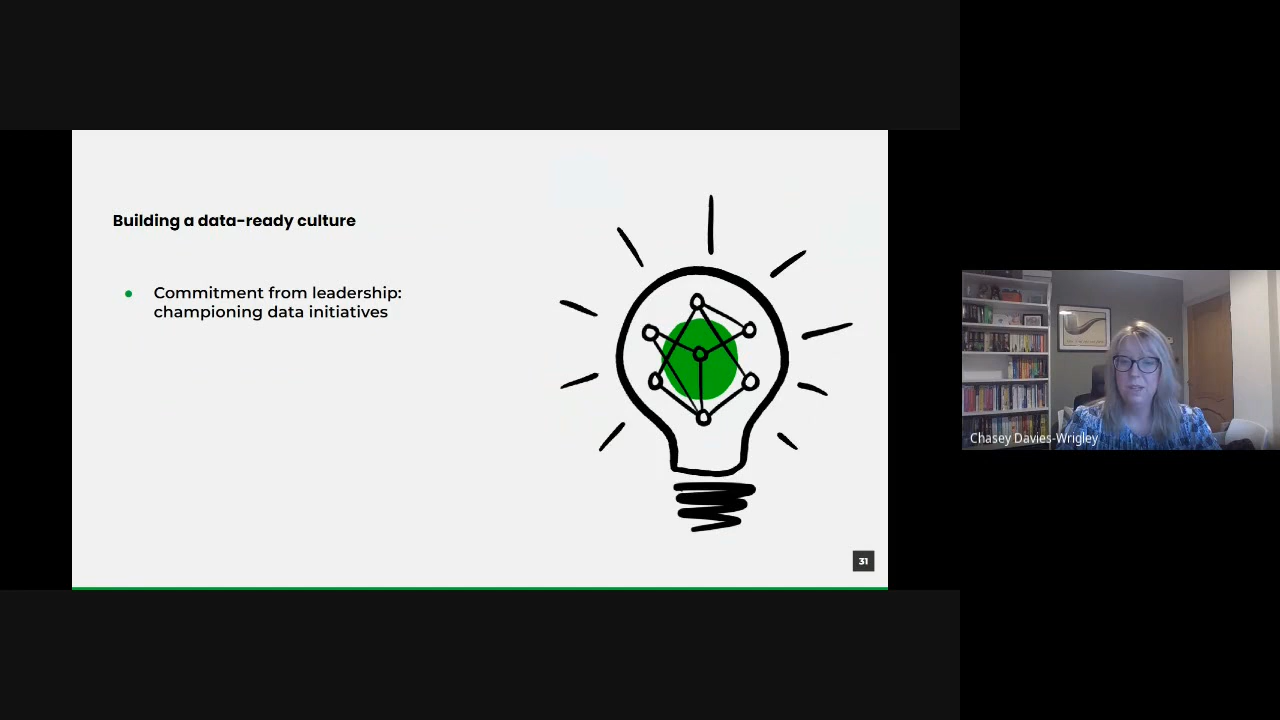 Building a data-ready culture
Commitment from leadership:
championing data initiatives
31
Chasey Davies-Wrigley